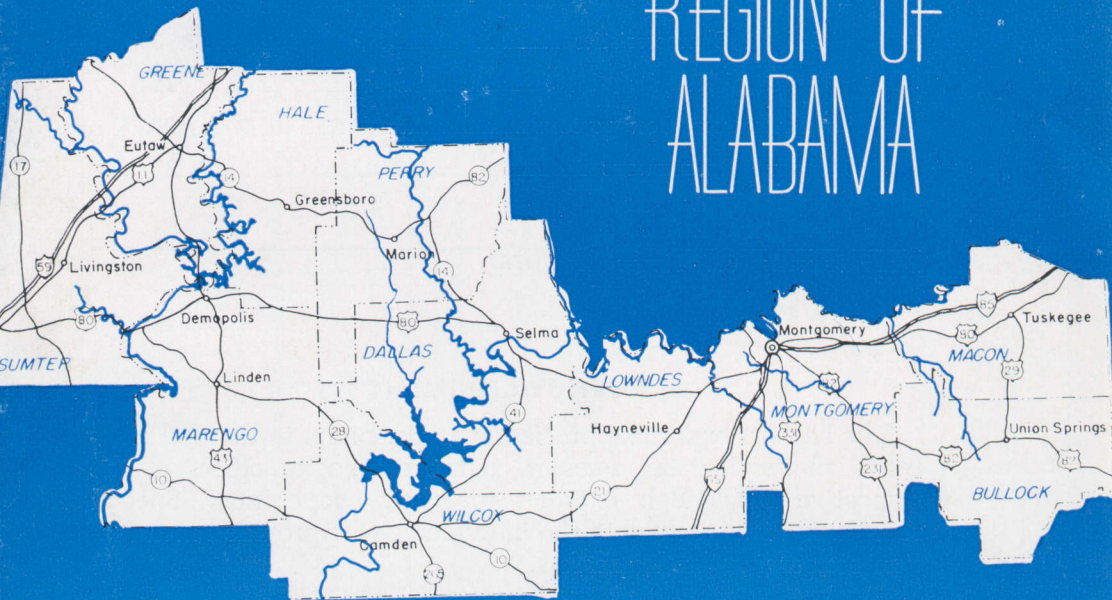 REGION OF
ALABAMA
GREENE
HALE
Eutaw
17
11
14
PERRY
82
Greensboro
Marion
59
Livingston
14
85
80
Demopolis
80
Selma
Montgomery
80
Tuskegee
SUMTER
DALLAS
MACON
29
Linden
LOWNDES
82
41
MONTGOMERY
MARENGO
28
Hayneville
331
Union Springs
43
231
82
82
10
65
21
BULLOCK
WILCOX
Camden
10
265